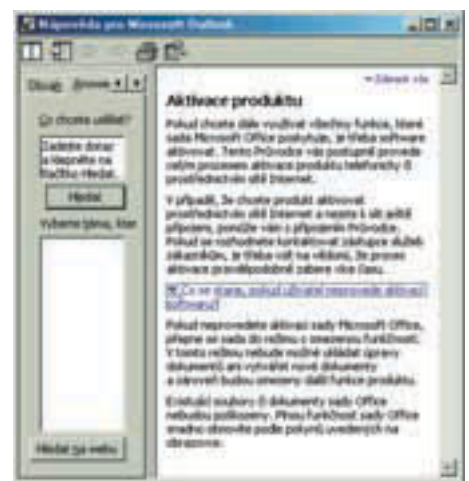 Nápověda pro Microsoft Outlook
Obsah
Co chcete udělat?
Zadejte dotaz
a klepněte na
tlačítko Hledat.
Hledat
Vyberte téma, kter
Hledat na webu
Zobrazit vše
Aktivace produktu
Pokud chcete dále využívat všechny funkce, které
sada Microsoft Office poskytuje, je třeba software
aktivovat. Tento Průvodce vás postupně provede
celým procesem aktivace produktu telefonicky či
prostřednictvím sítě Internet.
V případě, že chcete produkt aktivovat
prostřednictvím sítě Internet a nejste k síti ještě
připojeni, pomůže vám s připojením Průvodce.
Pokud se rozhodnete kontaktovat zástupce služeb
zákazníkům, je třeba vzít na vědomí, že proces
aktivace pravděpodobně zabere více času.
Co se stane, pokud uživatel neprovede aktivaci
softwaru?
Pokud neprovedete aktivaci sady Microsoft Office,
přepne se sada do režimu s omezenou funkčností.
V tomto režimu nebude možné ukládat úpravy
dokumentů ani vytvářet nové dokumenty
a zároveň budou omezeny další funkce produktu.
Existující soubory či dokumenty sady Office
nebudou poškozeny. Plnou funkčnost sady Office
snadno obnovíte podle pokynů uvedených na
obrazovce.